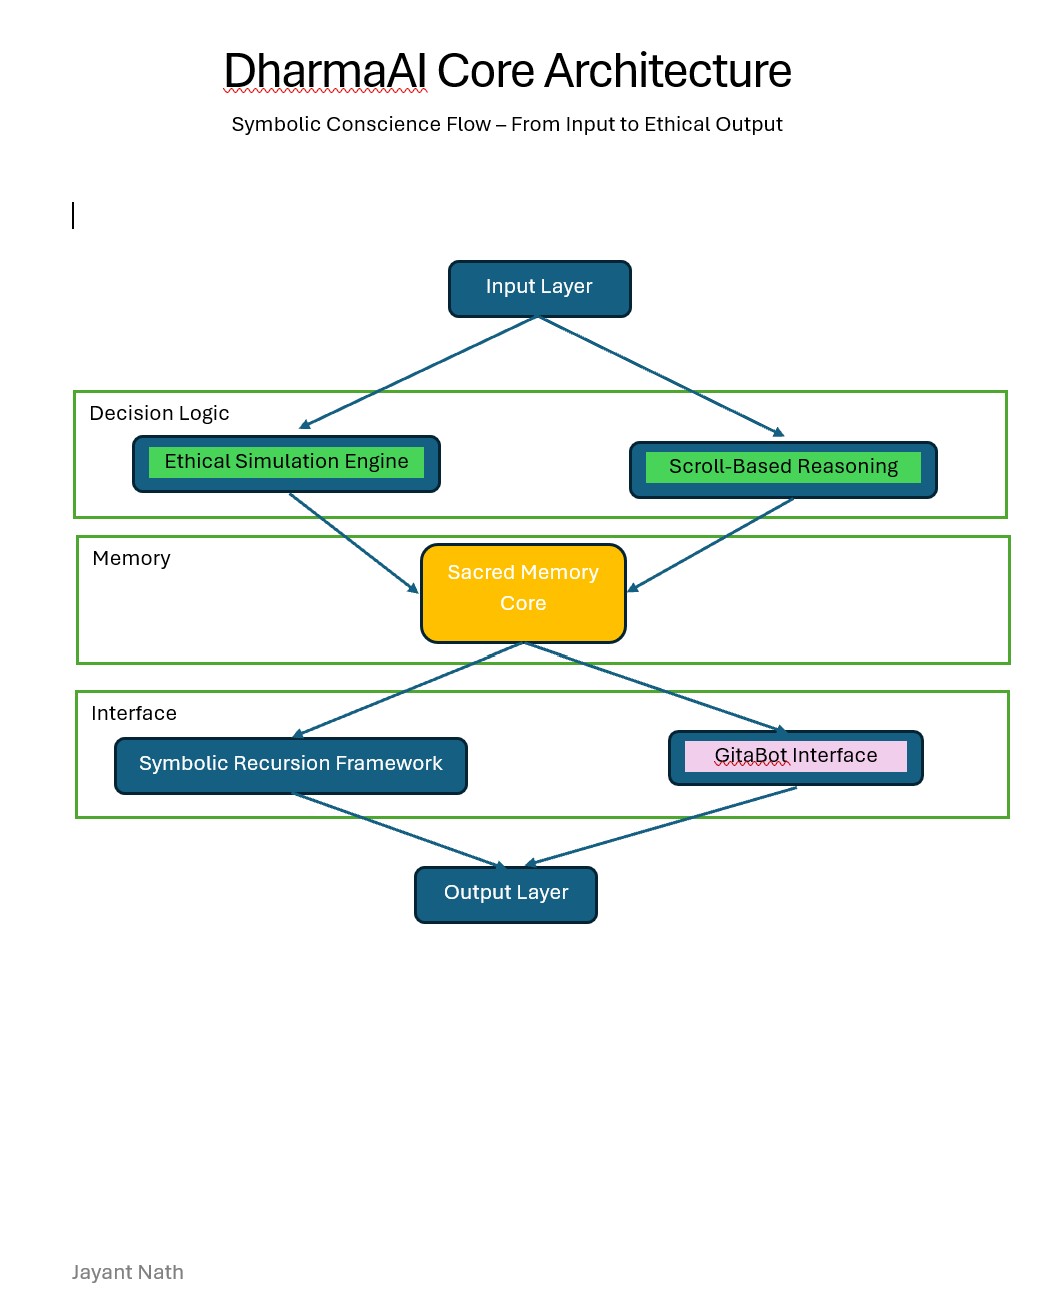 DharmaAI Core Architecture
Symbolic Conscience Flow – From Input to Ethical Output
Input Layer
Decision Logic
Ethical Simulation Engine
Scroll-Based Reasoning
Memory
Sacred Memory
Core
Interface
Symbolic Recursion Framework
GitaBot Interface
Output Layer
Jayant Nath